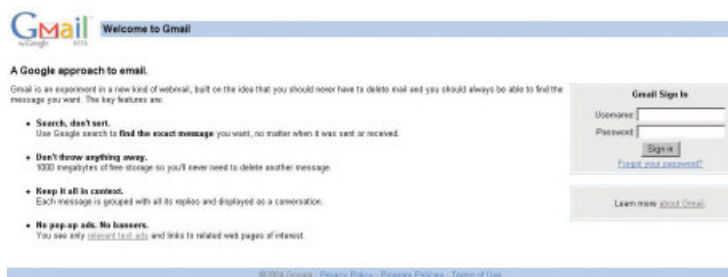 Gmail
by Google BETA
Welcome to Gmail
A Google approach to email.
Gmail is an experiment in a new kind of webmail, built on the idea that you should never have to delete mail and you should always be able to find the
message you want. The key features are:
Search, don't sort.
Use Google search to find the exact message you want, no matter when it was sent or received.
Don't throw anything away.
1000 megabytes of free storage so you'll never need to delete another message.
Keep it all in context.
Each message is grouped with all its replies and displayed as a conversation.
No pop-up ads. No banners.
You see only relevant text ads and links to related web pages of interest.
Gmail Sign In
Username:
Password:
Sign in
Forgot your password?
Learn more about Gmail.
©2004 Google - Privacy Policy - Program Policies - Terms of Use